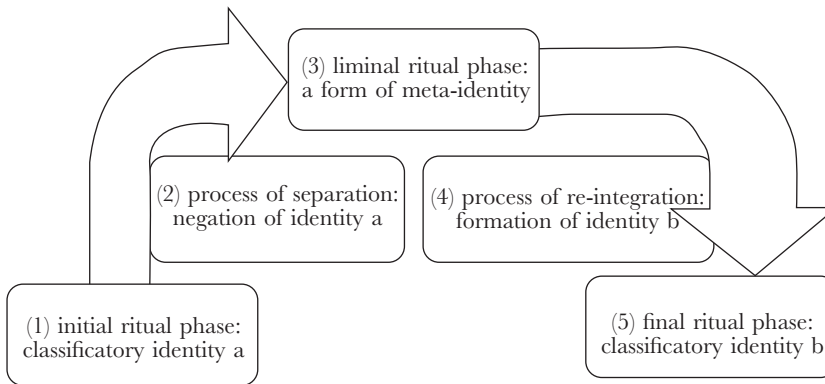 (3) liminal ritual phase:
a form of meta-identity
(2) process of separation:
negation of identity a
(4) process of re-integration:
formation of identity b
(1) initial ritual phase:
classificatory identity a
(5) final ritual phase:
classificatory identity b